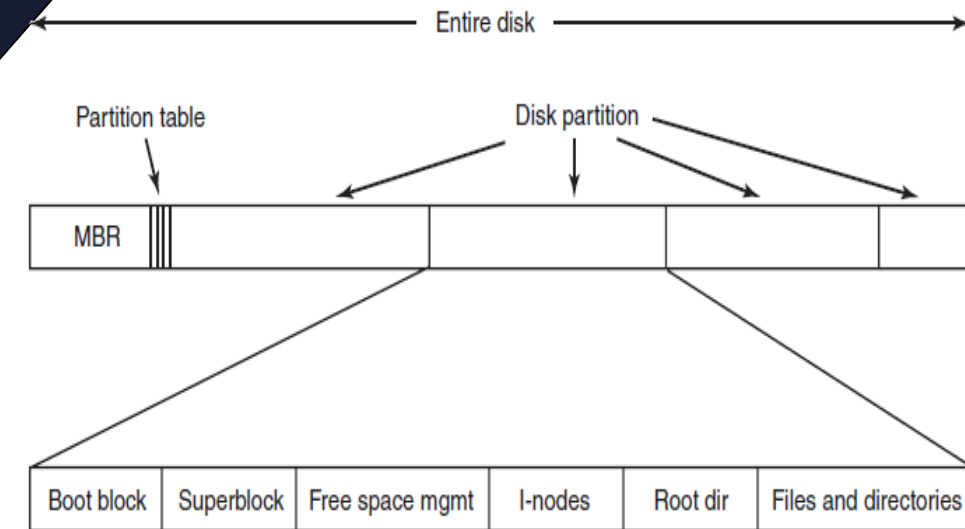 Entire disk
Partition table
Disk partition
MBR
Boot block
Superblock
Free space mgmt
I-nodes
Root dir
Files and directories